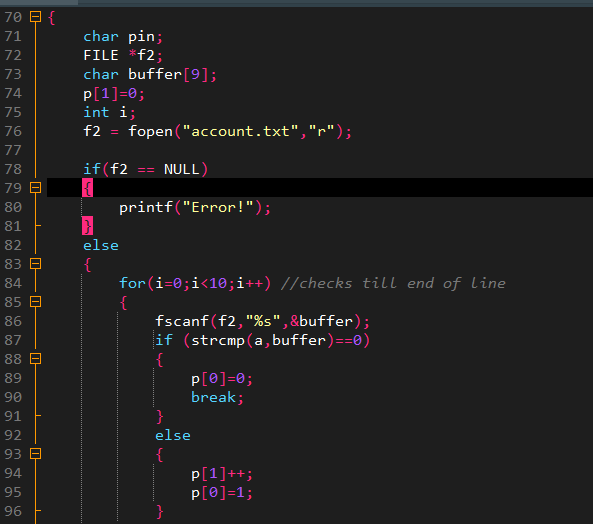 70 {
71     char pin;
72     FILE *f2;
73     char buffer[9];
74     p[1]=0;
75     int i;
76     f2 = fopen("account.txt","r");
77
78     if(f2 == NULL)
79     {
80         printf("Error!");
81     }
82     else
83     {
84         for(i=0;i<10;i++) //checks till end of line
85         {
86             fscanf(f2,"%s",&buffer);
87             if (strcmp(a,buffer)==0)
88             {
89                 p[0]=0;
90                 break;
91             }
92             else
93             {
94                 p[1]++;
95                 p[0]=1;
96             }